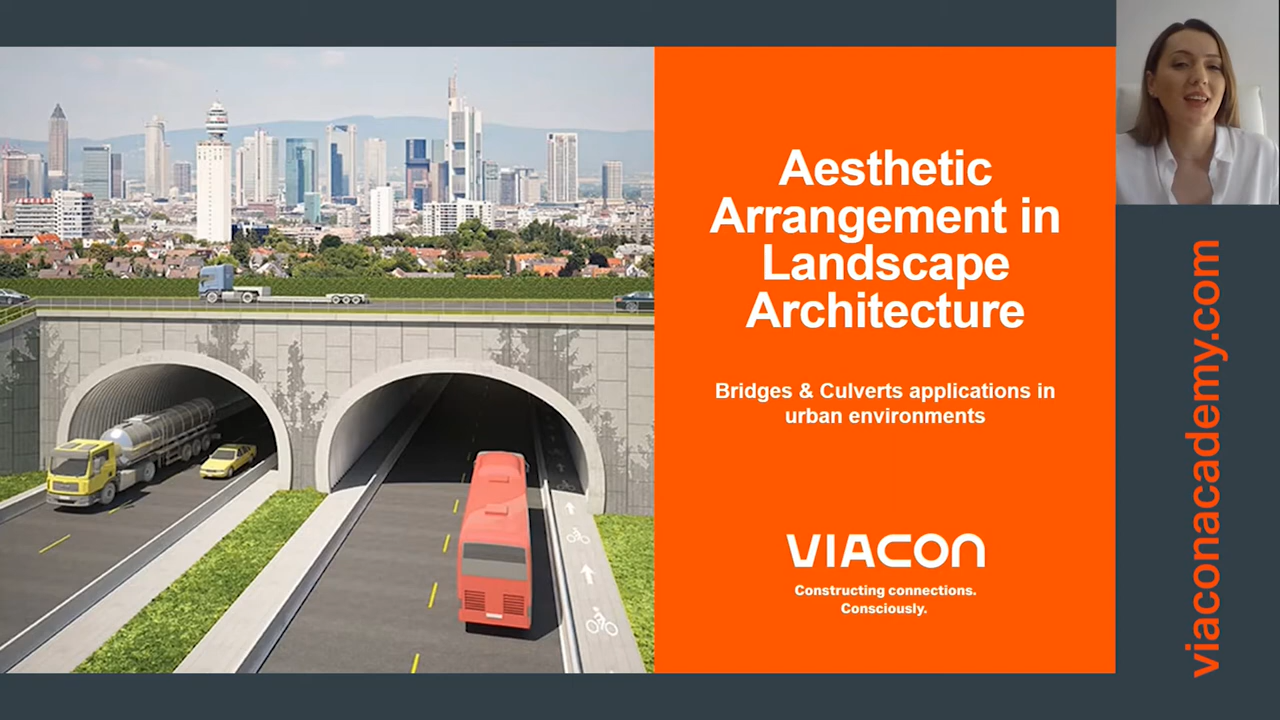 Aesthetic
Arrangement in
Landscape
Architecture
Bridges & Culverts applications in
urban environments
VIACON
Constructing connections.
Consciously.
viaconacademy.com